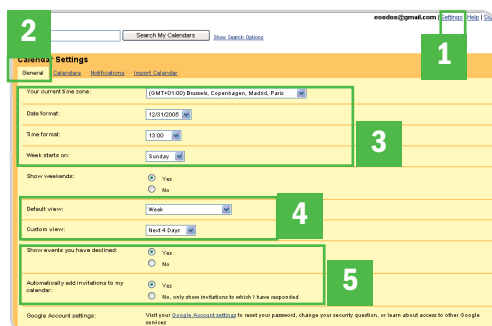 eosdos@gmail.com | Settings | Help |
2
Search My Calendars
Show Search Options
1
Calendar Settings
General Calendars Notifications Import Calendar
Your current time zone: (GMT+01:00) Brussels, Copenhagen, Madrid, Paris
Date format: 12/31/2005
Time format: 13:00
3
Week starts on: Sunday
Show weekends: Yes
No
Default view: Week
4
Custom view: Next 4 Days
Show events you have declined: Yes
No
5
Automatically add invitations to my Yes
calendar:
No, only show invitations to which I have responded
Google Account settings: Visit your Google Account settings to reset your password, change your security question, or learn about access to other Google
services